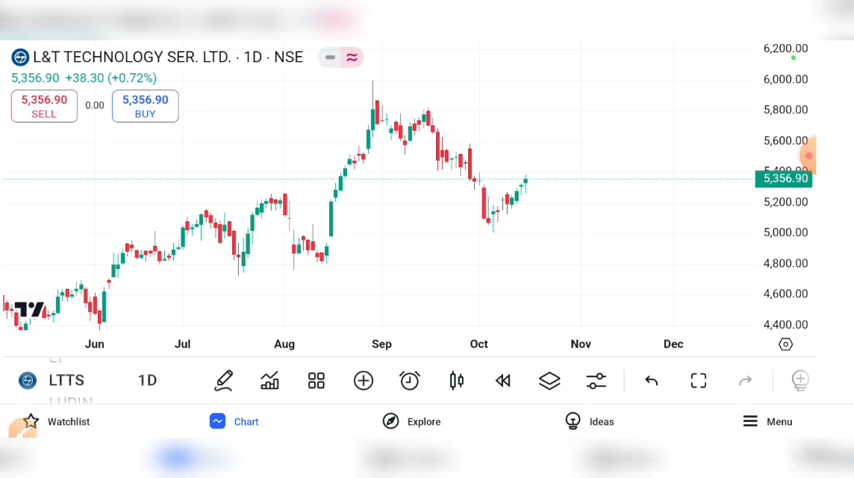 L&T TECHNOLOGY SER. LTD. · 1D · NSE
5,356.90 +38.30 (+0.72%)
5,356.90 SELL
0.00
5,356.90 BUY
6,200.00
6,000.00
5,800.00
5,600.00
5,356.90
5,200.00
5,000.00
4,800.00
4,600.00
4,400.00
Jun Jul Aug Sep Oct Nov Dec
LTTS 1D
Watchlist Chart Explore Ideas Menu